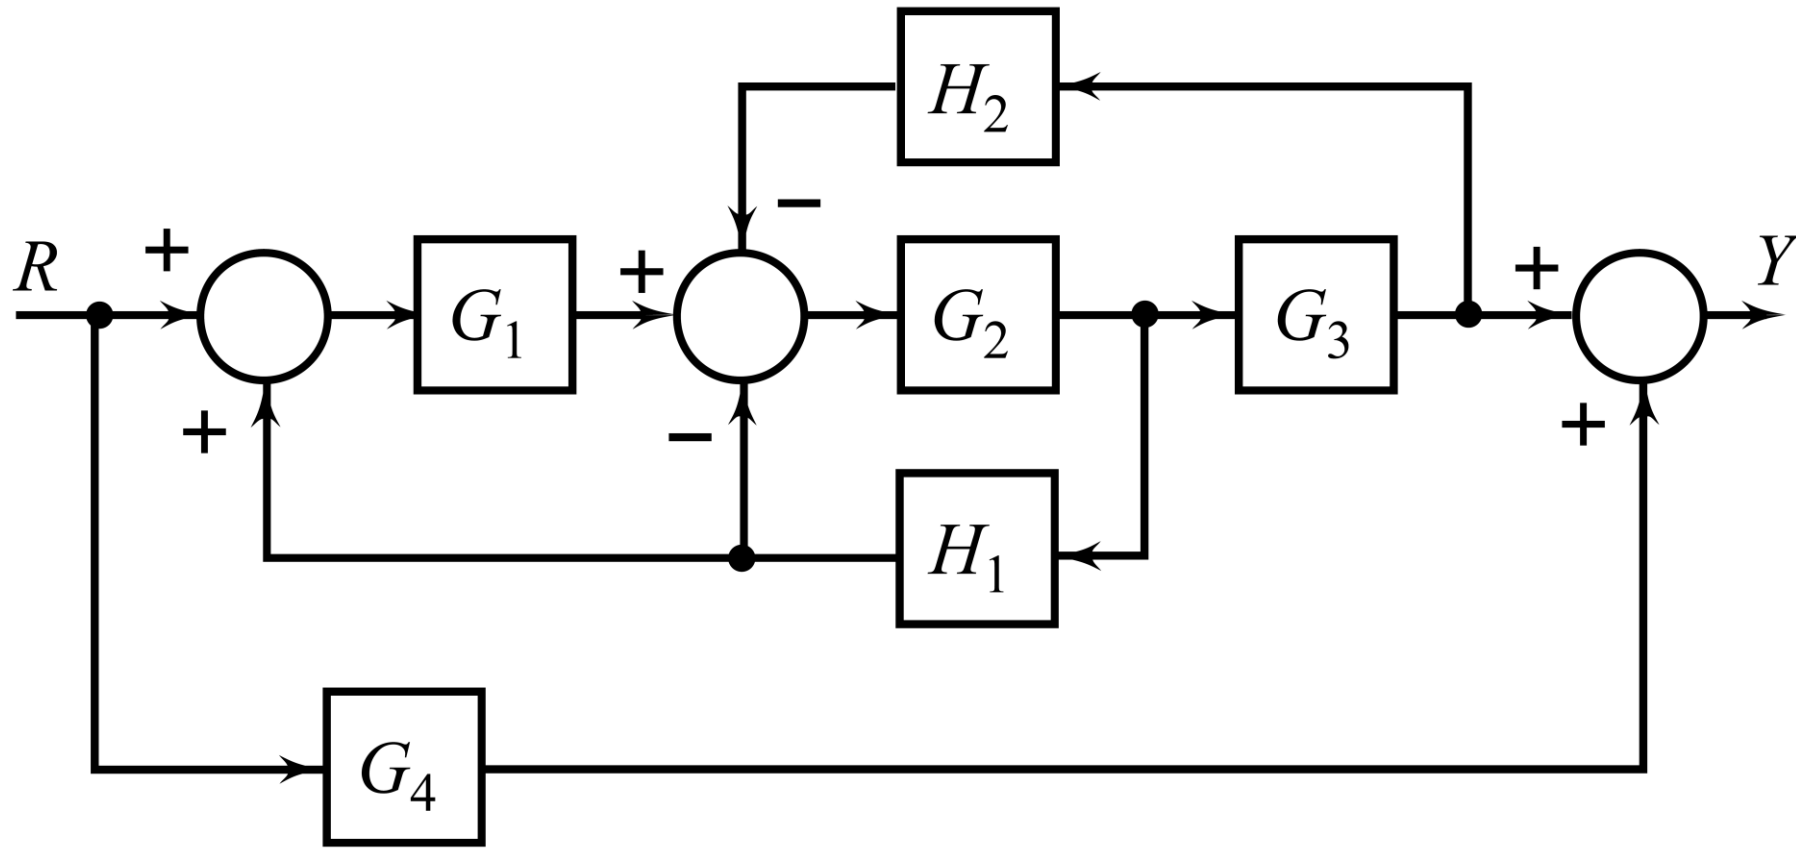 H₂
−
R + G₁ + G₂ G₃ + Y
+ − +
H₁
G₄